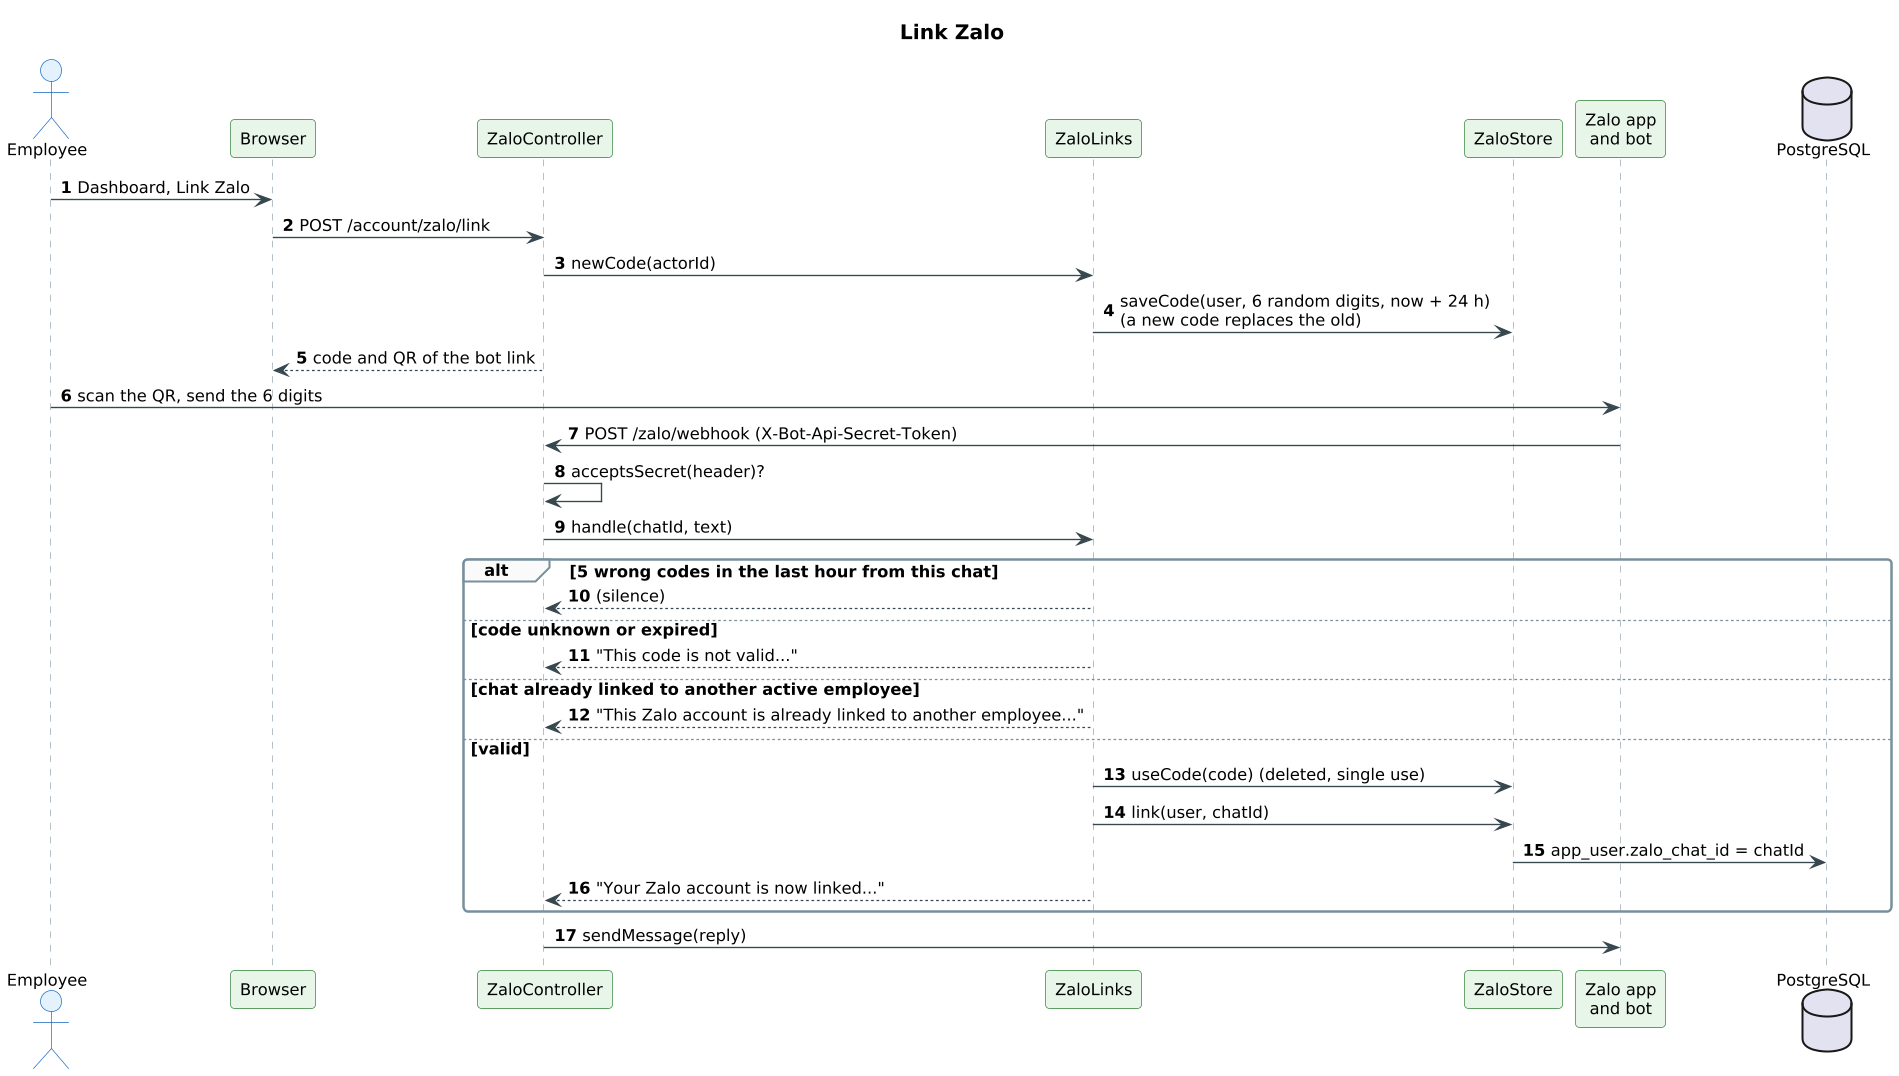 Link Zalo
Employee
Browser
ZaloController
ZaloLinks
ZaloStore
Zalo app
and bot
PostgreSQL
1 Dashboard, Link Zalo
2 POST /account/zalo/link
3 newCode(actorId)
4 saveCode(user, 6 random digits, now + 24 h)
(a new code replaces the old)
5 code and QR of the bot link
6 scan the QR, send the 6 digits
7 POST /zalo/webhook (X-Bot-Api-Secret-Token)
8 acceptsSecret(header)?
9 handle(chatId, text)
alt [5 wrong codes in the last hour from this chat]
10 (silence)
[code unknown or expired]
11 "This code is not valid..."
[chat already linked to another active employee]
12 "This Zalo account is already linked to another employee..."
[valid]
13 useCode(code) (deleted, single use)
14 link(user, chatId)
15 app_user.zalo_chat_id = chatId
16 "Your Zalo account is now linked..."
17 sendMessage(reply)
Employee
Browser
ZaloController
ZaloLinks
ZaloStore
Zalo app
and bot
PostgreSQL